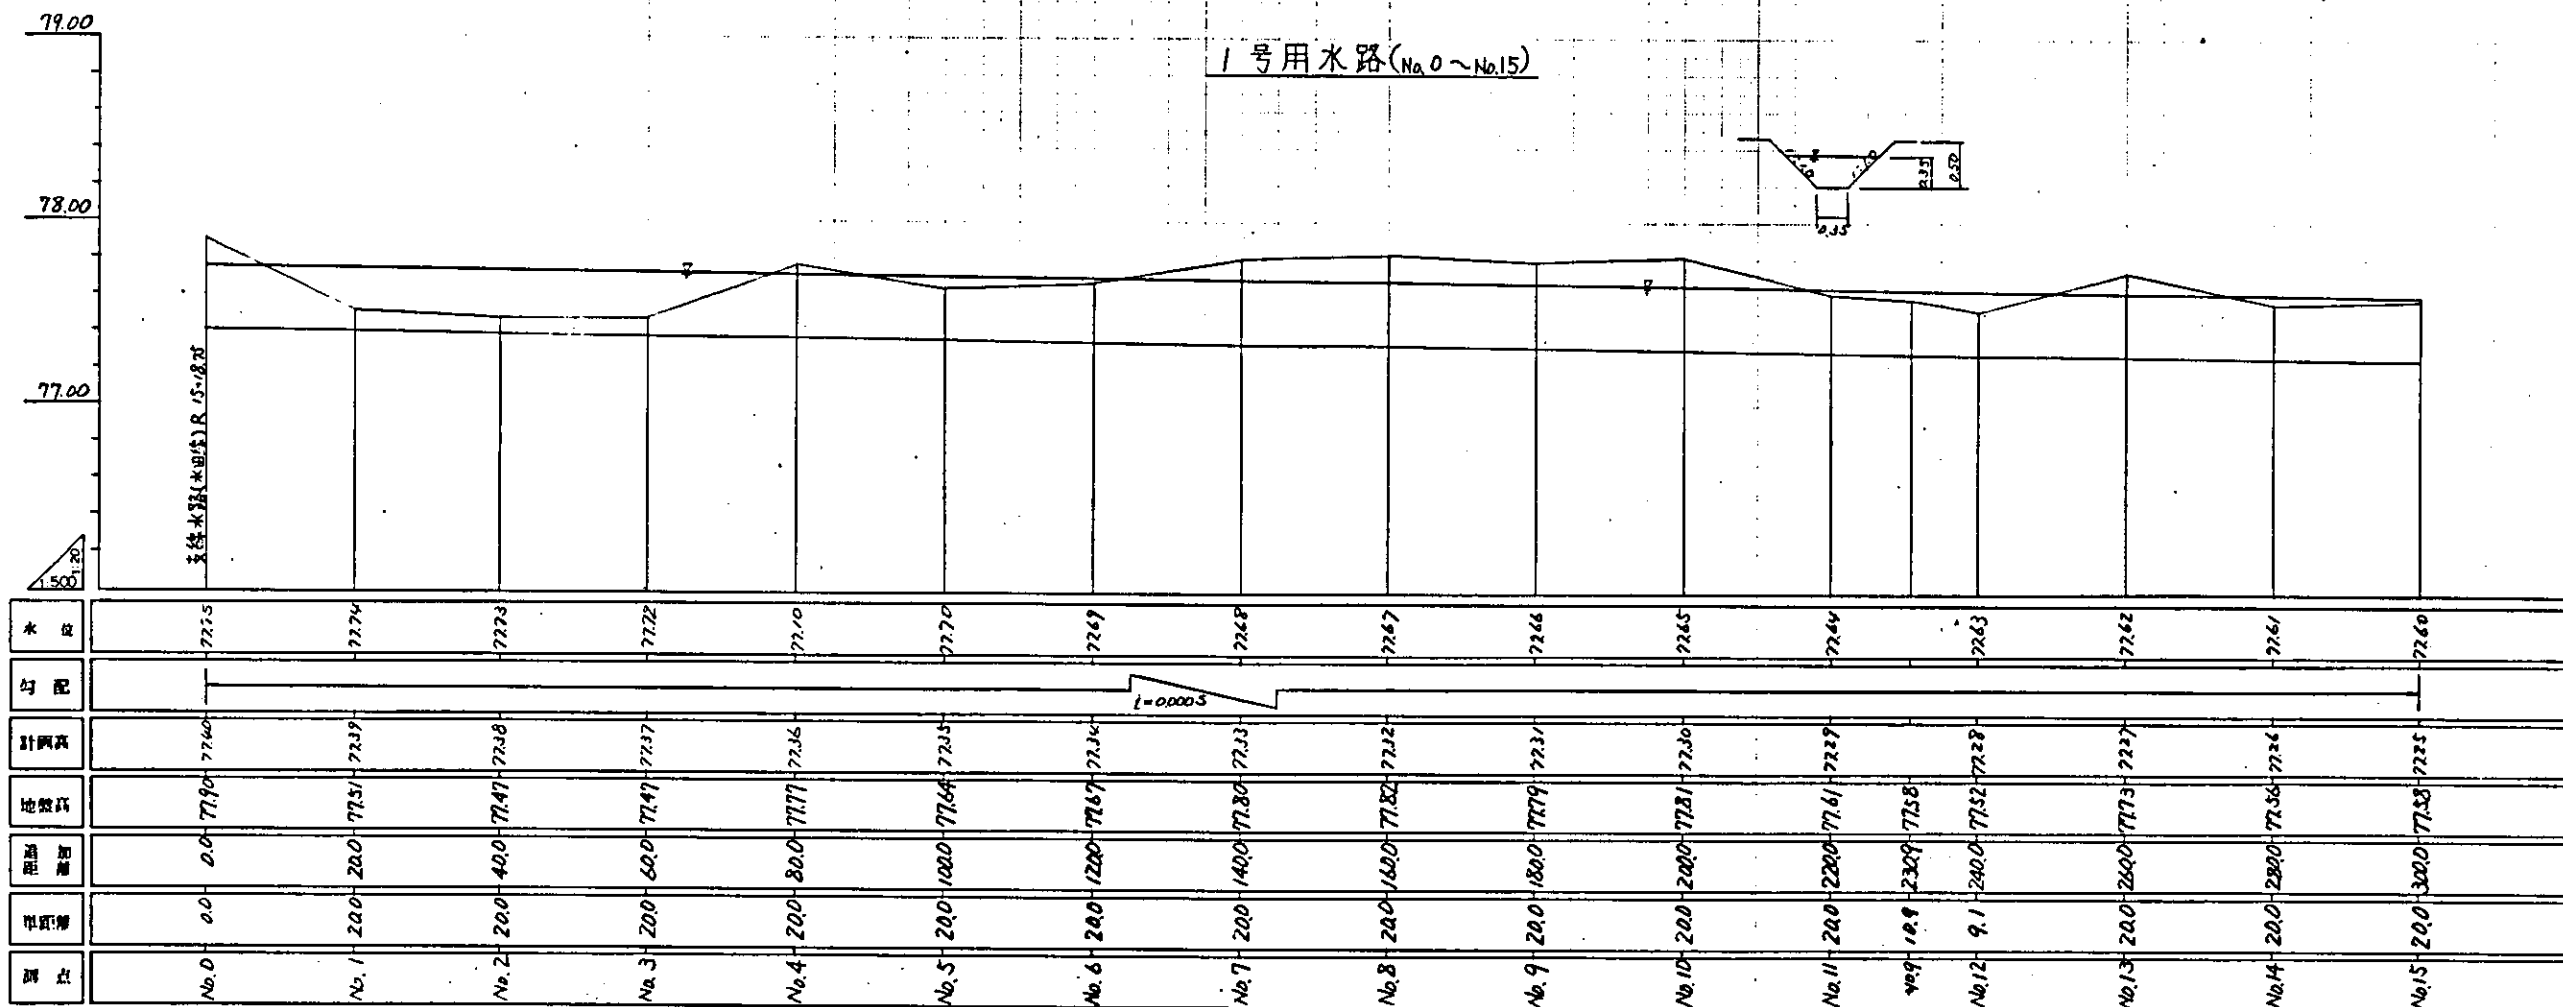 79.00
1号用水路(No.0～No.15)
0.35
0.50
0.35
78.00
77.00
支線水路(水田停)R 15+18.75
1:500 1:20
水位 77.75 77.74 77.73 77.72 77.70 77.70 77.69 77.68 77.67 77.66 77.65 77.64 77.63 77.62 77.61 77.60
勾配 i=0.0005
計画高 77.40 77.39 77.38 77.37 77.36 77.35 77.34 77.33 77.32 77.31 77.30 77.29 77.28 77.27 77.26 77.25
地盤高 77.90 77.51 77.47 77.47 77.77 77.64 77.67 77.80 77.82 77.79 77.81 77.61 77.58 77.52 77.73 77.56 77.58
追加距離 0.0 20.0 40.0 60.0 80.0 100.0 120.0 140.0 160.0 180.0 200.0 220.0 230.9 240.0 260.0 280.0 300.0
単距離 0.0 20.0 20.0 20.0 20.0 20.0 20.0 20.0 20.0 20.0 20.0 20.0 10.9 9.1 20.0 20.0 20.0
測点 No.0 No.1 No.2 No.3 No.4 No.5 No.6 No.7 No.8 No.9 No.10 No.11 No.12 No.13 No.14 No.15